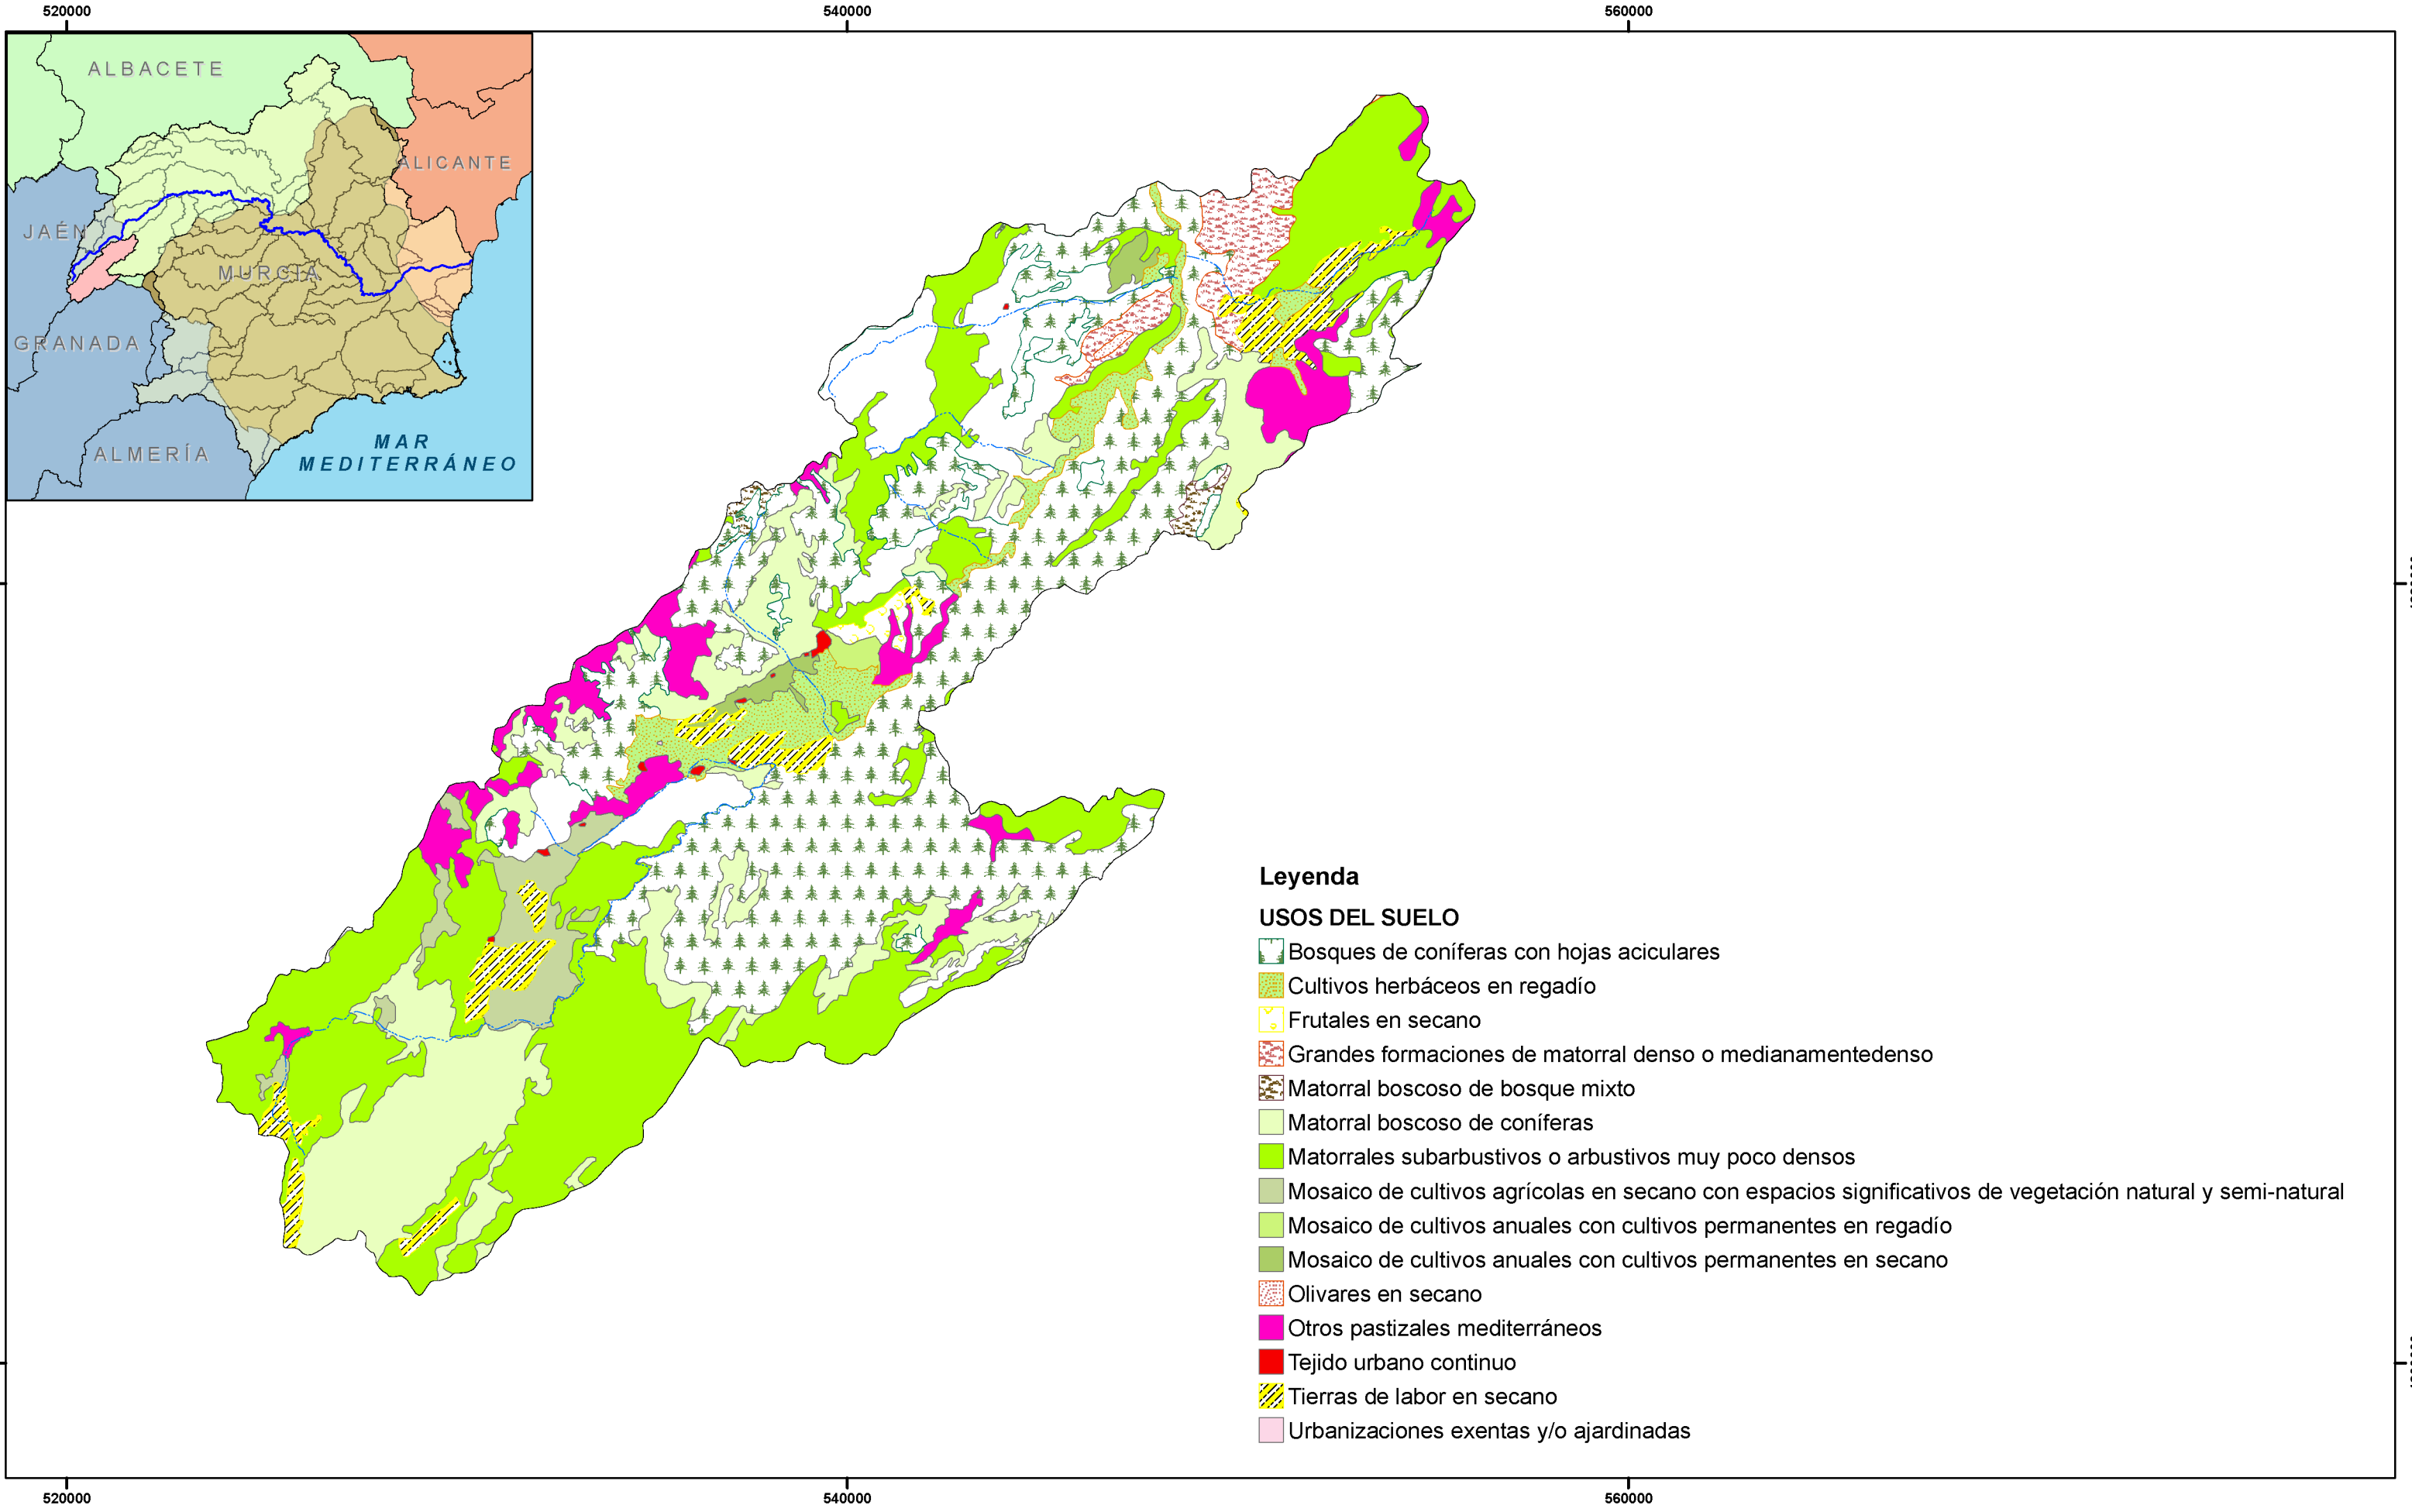 520000
540000
560000
ALBACETE
ALICANTE
JAÉN
MURCIA
GRANADA
ALMERÍA
MAR
MEDITERRÁNEO
Leyenda
USOS DEL SUELO
Bosques de coníferas con hojas aciculares
Cultivos herbáceos en regadío
Frutales en secano
Grandes formaciones de matorral denso o medianamentedenso
Matorral boscoso de bosque mixto
Matorral boscoso de coníferas
Matorrales subarbustivos o arbustivos muy poco densos
Mosaico de cultivos agrícolas en secano con espacios significativos de vegetación natural y semi-natural
Mosaico de cultivos anuales con cultivos permanentes en regadío
Mosaico de cultivos anuales con cultivos permanentes en secano
Olivares en secano
Otros pastizales mediterráneos
Tejido urbano continuo
Tierras de labor en secano
Urbanizaciones exentas y/o ajardinadas
520000
540000
560000